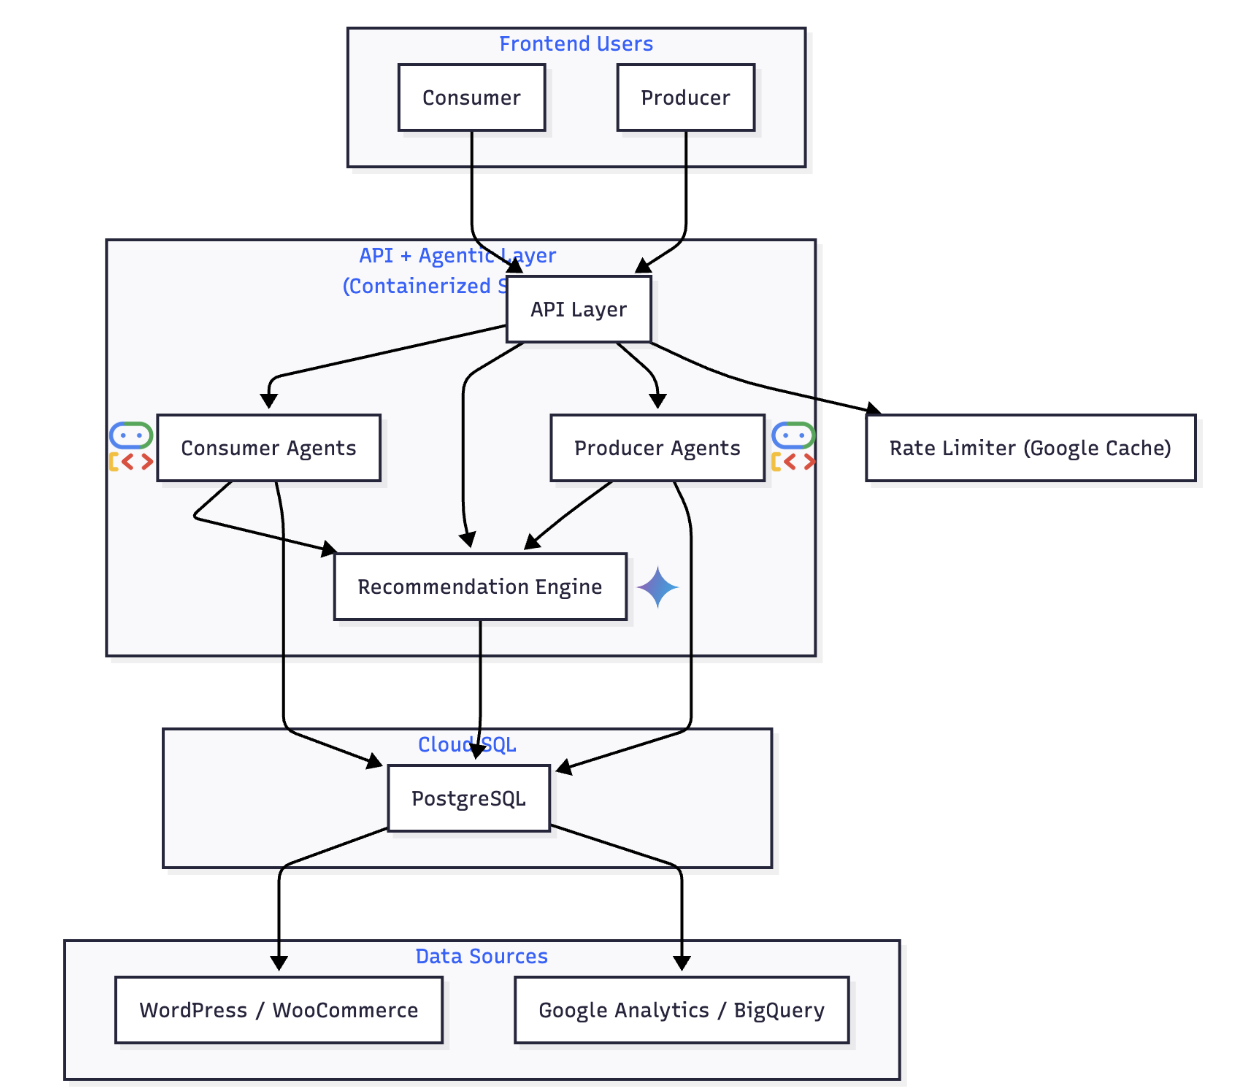 Frontend Users
Consumer
Producer
API + Agentic Layer
(Containerized
API Layer
Consumer Agents
Producer Agents
Rate Limiter (Google Cache)
Recommendation Engine
Cloud SQL
PostgreSQL
Data Sources
WordPress / WooCommerce
Google Analytics / BigQuery